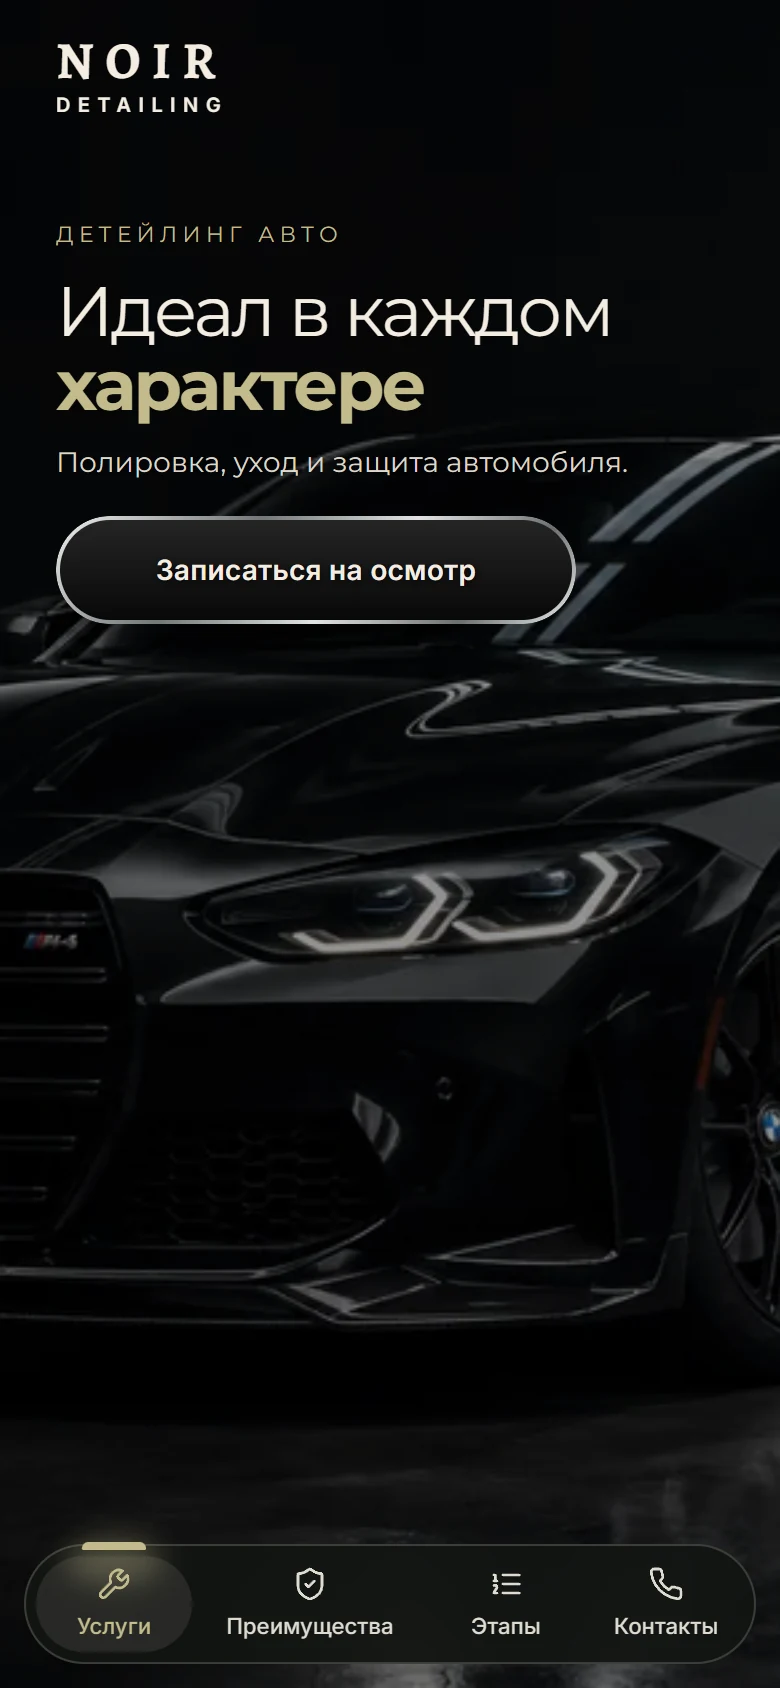 NOIR
DETAILING
ДЕТЕЙЛИНГ АВТО
Идеал в каждом
характере
Полировка, уход и защита автомобиля.
Записаться на осмотр
Услуги
Преимущества
Этапы
Контакты